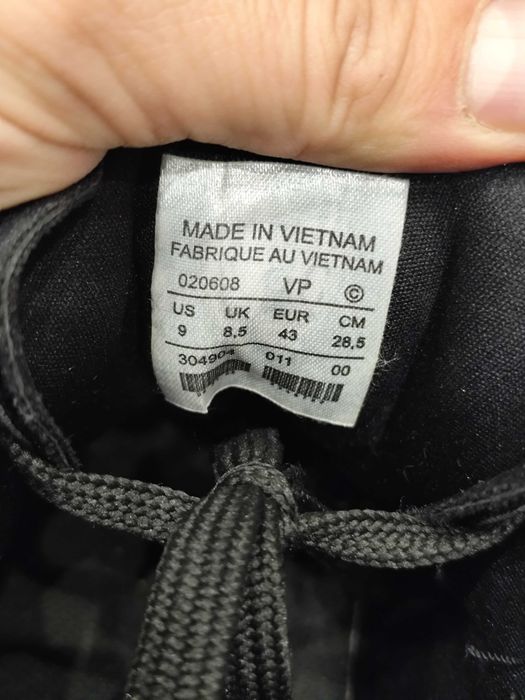 MADE IN VIETNAM
FABRIQUE AU VIETNAM
020608 VP ©
US UK EUR CM
9 8,5 43 28,5
304904 011 00